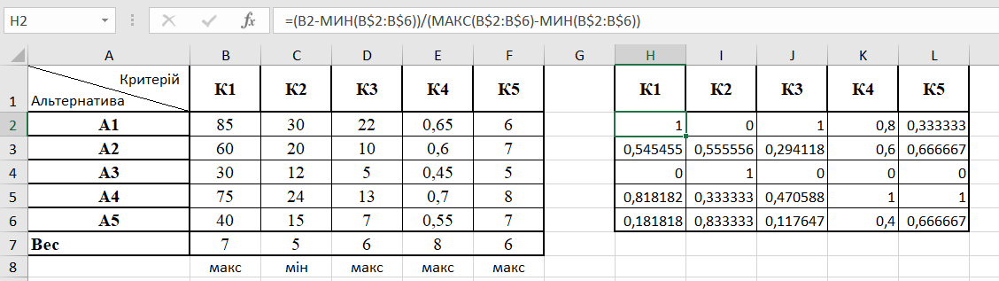 H2 fx =(B2-МИН(B$2:B$6))/(МАКС(B$2:B$6)-МИН(B$2:B$6))
A B C D E F G H I J K L
1 Критерій Альтернатива К1 К2 К3 К4 К5 К1 К2 К3 К4 К5
2 А1 85 30 22 0,65 6 1 0 1 0,8 0,333333
3 А2 60 20 10 0,6 7 0,545455 0,555556 0,294118 0,6 0,666667
4 А3 30 12 5 0,45 5 0 1 0 0 0
5 А4 75 24 13 0,7 8 0,818182 0,333333 0,470588 1 1
6 А5 40 15 7 0,55 7 0,181818 0,833333 0,117647 0,4 0,666667
7 Вес 7 5 6 8 6
8 макс мін макс макс макс